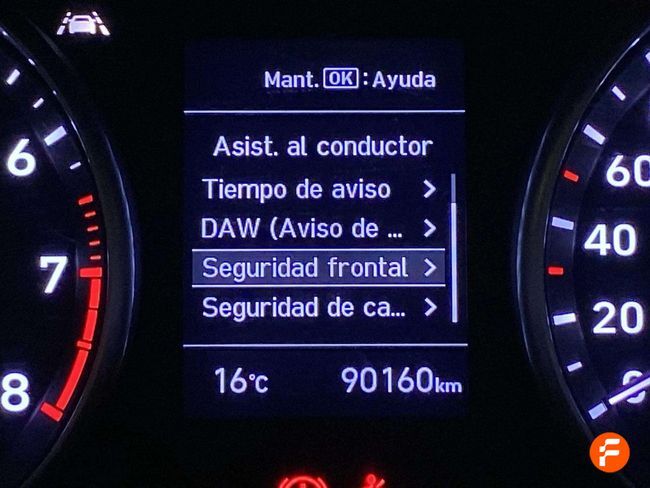 Mant. OK : Ayuda
Asist. al conductor
Tiempo de aviso >
DAW (Aviso de ... >
Seguridad frontal >
Seguridad de ca... >
16°C 90160km
6
7
8
60
40
20
0